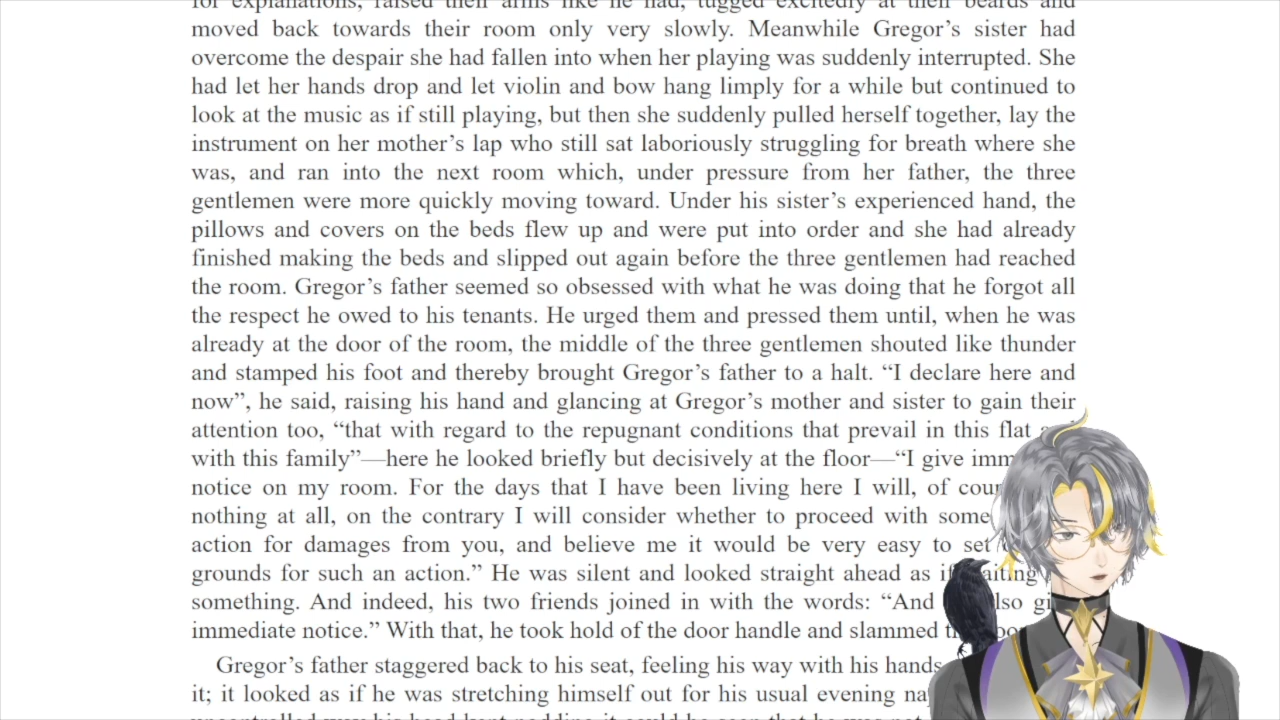 for explanations, raised their arms like he had, tugged excitedly at their beards and
moved back towards their room only very slowly. Meanwhile Gregor’s sister had
overcome the despair she had fallen into when her playing was suddenly interrupted. She
had let her hands drop and let violin and bow hang limply for a while but continued to
look at the music as if still playing, but then she suddenly pulled herself together, lay the
instrument on her mother’s lap who still sat laboriously struggling for breath where she
was, and ran into the next room which, under pressure from her father, the three
gentlemen were more quickly moving toward. Under his sister’s experienced hand, the
pillows and covers on the beds flew up and were put into order and she had already
finished making the beds and slipped out again before the three gentlemen had reached
the room. Gregor’s father seemed so obsessed with what he was doing that he forgot all
the respect he owed to his tenants. He urged them and pressed them until, when he was
already at the door of the room, the middle of the three gentlemen shouted like thunder
and stamped his foot and thereby brought Gregor’s father to a halt. “I declare here and
now”, he said, raising his hand and glancing at Gregor’s mother and sister to gain their
attention too, “that with regard to the repugnant conditions that prevail in this flat
with this family”—here he looked briefly but decisively at the floor—“I give
notice on my room. For the days that I have been living here I will, of
nothing at all, on the contrary I will consider whether to proceed with
action for damages from you, and believe me it would be very easy to set
grounds for such an action.” He was silent and looked straight ahead as
something. And indeed, his two friends joined in with the words: “And
immediate notice.” With that, he took hold of the door handle and slammed
Gregor’s father staggered back to his seat, feeling his way with his hands
it; it looked as if he was stretching himself out for his usual evening